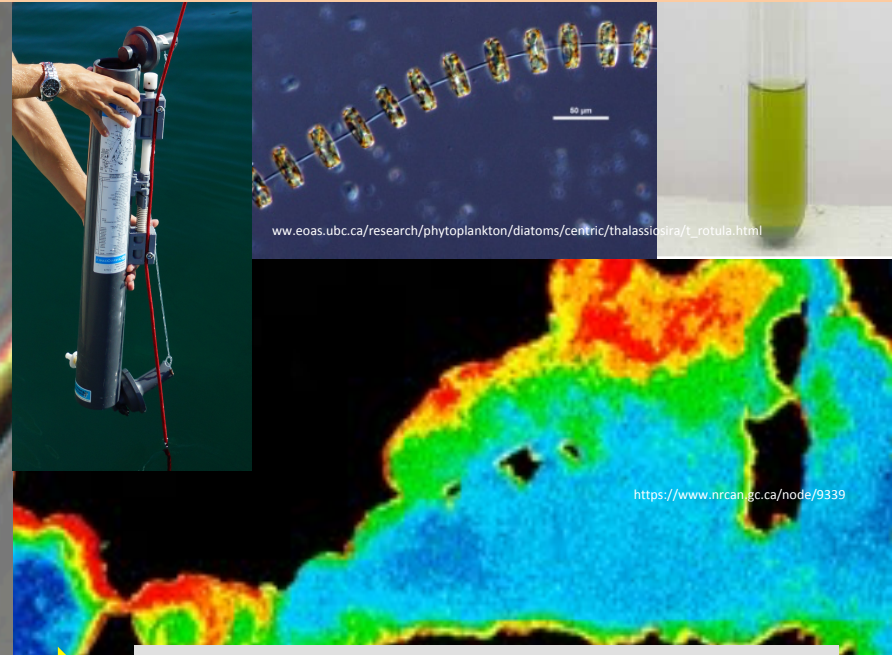 50 µm
ww.eoas.ubc.ca/research/phytoplankton/diatoms/centric/thalassiosira/t_rotula.html
https://www.nrcan.gc.ca/node/9339